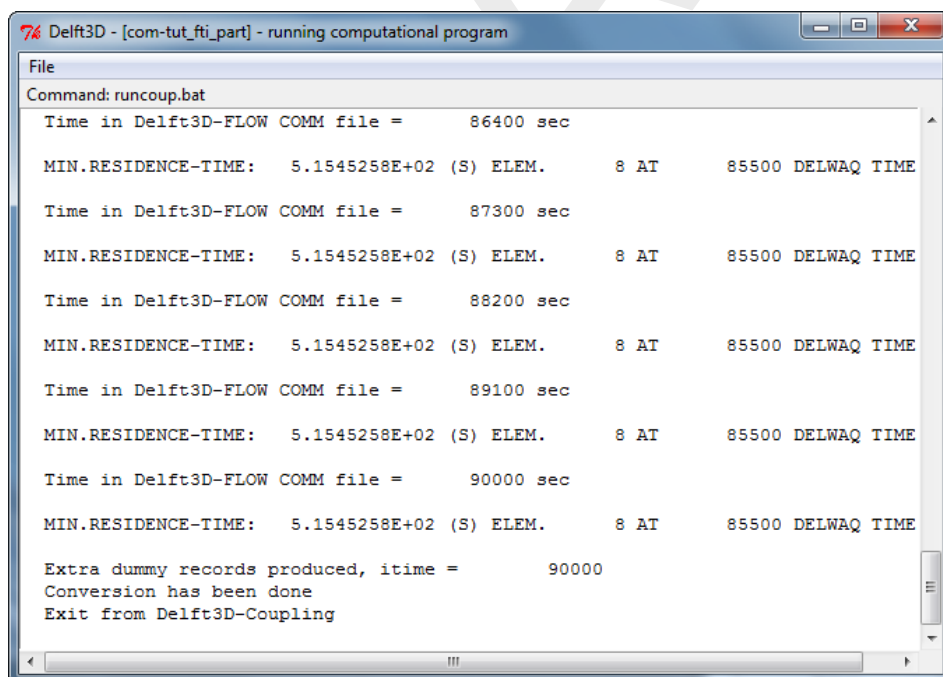 Delft3D - [com-tut_fti_part] - running computational program
File
Command: runcoup.bat
Time in Delft3D-FLOW COMM file = 86400 sec
MIN.RESIDENCE-TIME: 5.1545258E+02 (S) ELEM. 8 AT 85500 DELWAQ TIME
Time in Delft3D-FLOW COMM file = 87300 sec
MIN.RESIDENCE-TIME: 5.1545258E+02 (S) ELEM. 8 AT 85500 DELWAQ TIME
Time in Delft3D-FLOW COMM file = 88200 sec
MIN.RESIDENCE-TIME: 5.1545258E+02 (S) ELEM. 8 AT 85500 DELWAQ TIME
Time in Delft3D-FLOW COMM file = 89100 sec
MIN.RESIDENCE-TIME: 5.1545258E+02 (S) ELEM. 8 AT 85500 DELWAQ TIME
Time in Delft3D-FLOW COMM file = 90000 sec
MIN.RESIDENCE-TIME: 5.1545258E+02 (S) ELEM. 8 AT 85500 DELWAQ TIME
Extra dummy records produced, itime = 90000
Conversion has been done
Exit from Delft3D-Coupling